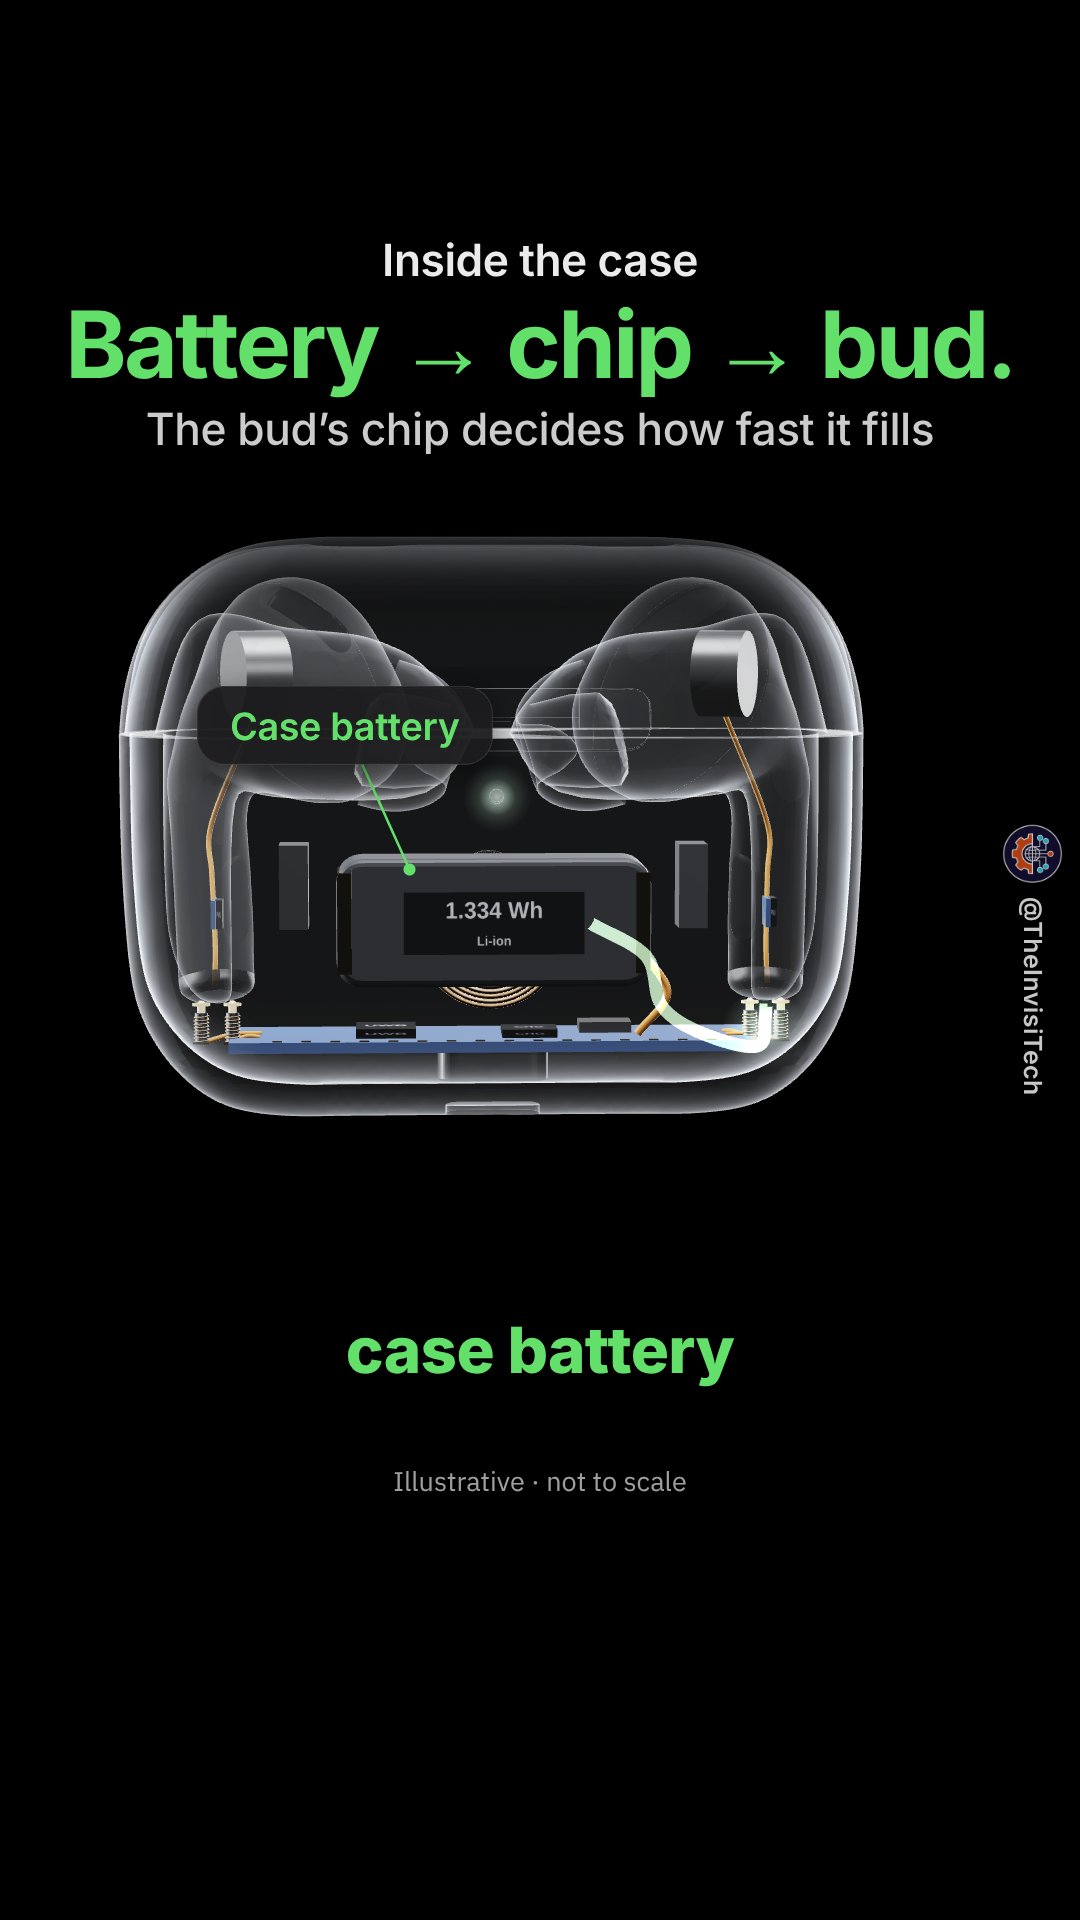 Inside the case
Battery → chip → bud.
The bud’s chip decides how fast it fills
Case battery
1.334 Wh
Li-ion
UWB
@TheInvisiTech
case battery
Illustrative · not to scale